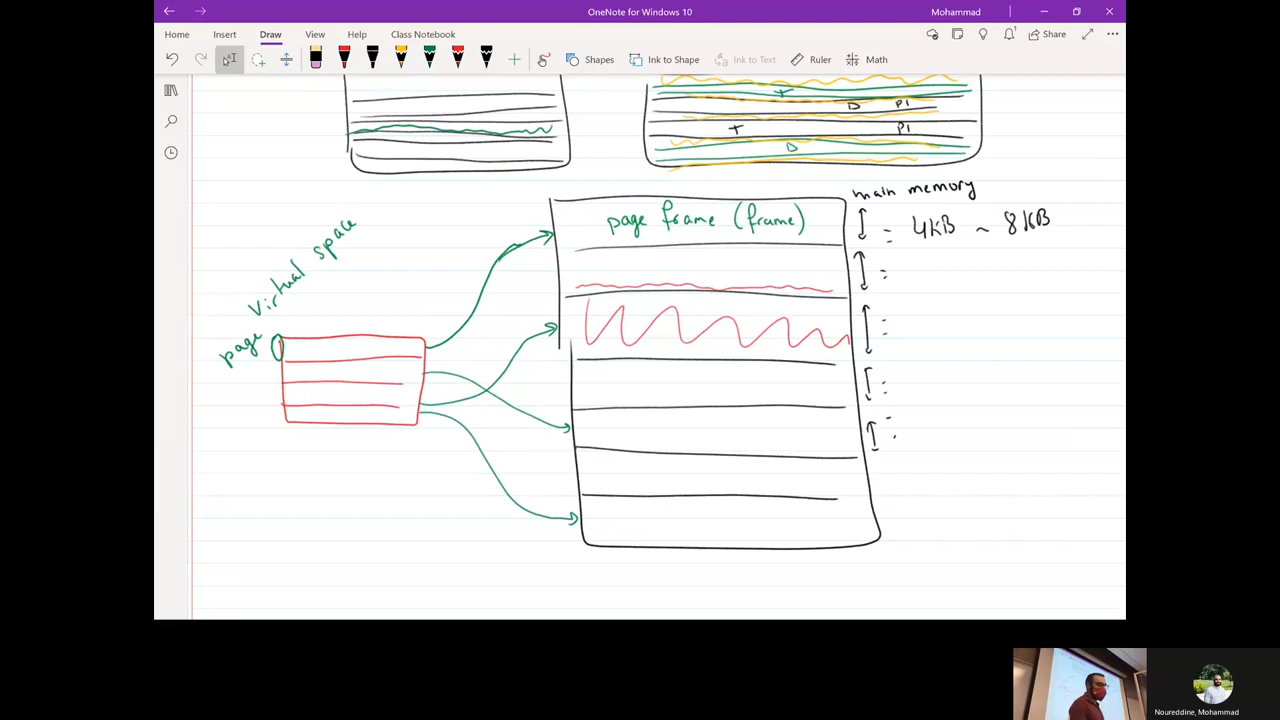 OneNote for Windows 10
Mohammad
Home Insert Draw View Help Class Notebook
Share
Shapes Ink to Shape Ink to Text Ruler Math
T
D P1
T P1
D
main memory
page frame (frame)
= 4KB ~ 8KB
=
=
=
=
virtual space
page
Noureddine, Mohammad